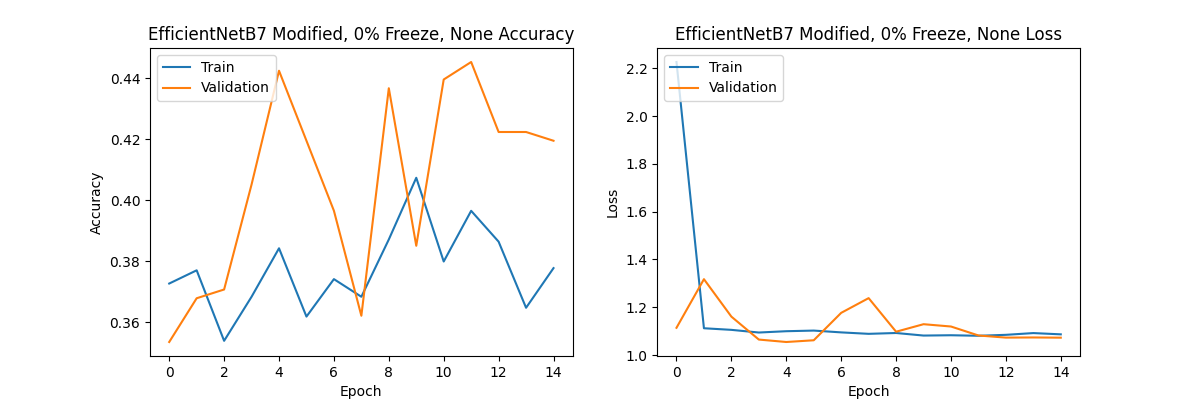 EfficientNetB7 Modified, 0% Freeze, None Accuracy
Train
Validation
0.44
0.42
0.40
0.38
0.36
Accuracy
0 2 4 6 8 10 12 14
Epoch
EfficientNetB7 Modified, 0% Freeze, None Loss
Train
Validation
2.2
2.0
1.8
1.6
1.4
1.2
1.0
Loss
0 2 4 6 8 10 12 14
Epoch